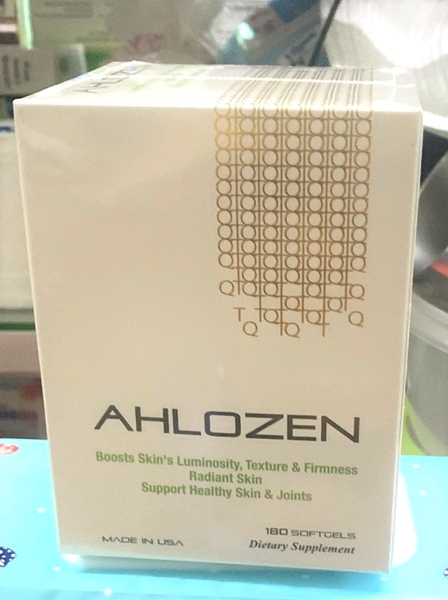 AHLOZEN
AHLOZEN
Boosts Skin's Luminosity, Texture & Firmness
Radiant Skin
Support Healthy Skin & Joints
180 SOFTGELS
MADE IN USA
Dietary Supplement